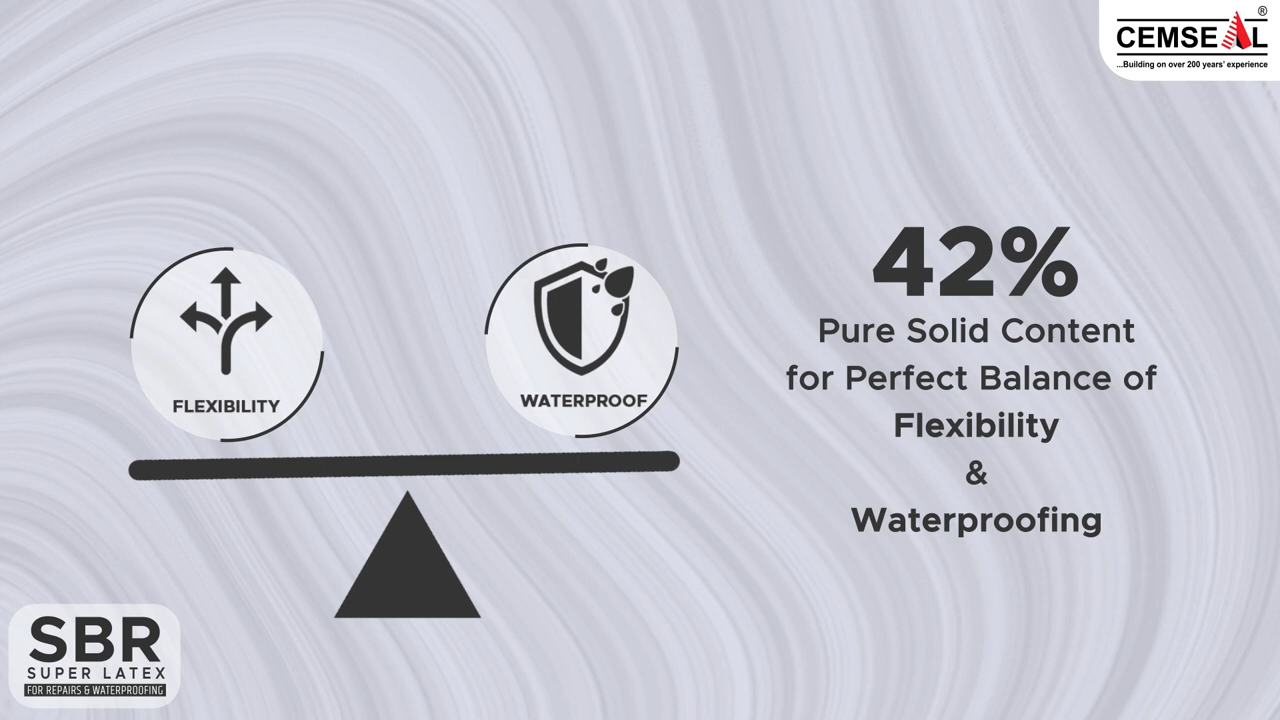 CEMSEAL®
...Building on over 200 years' experience
FLEXIBILITY
WATERPROOF
42%
Pure Solid Content
for Perfect Balance of
Flexibility
&
Waterproofing
SBR
SUPER LATEX
FOR REPAIRS & WATERPROOFING